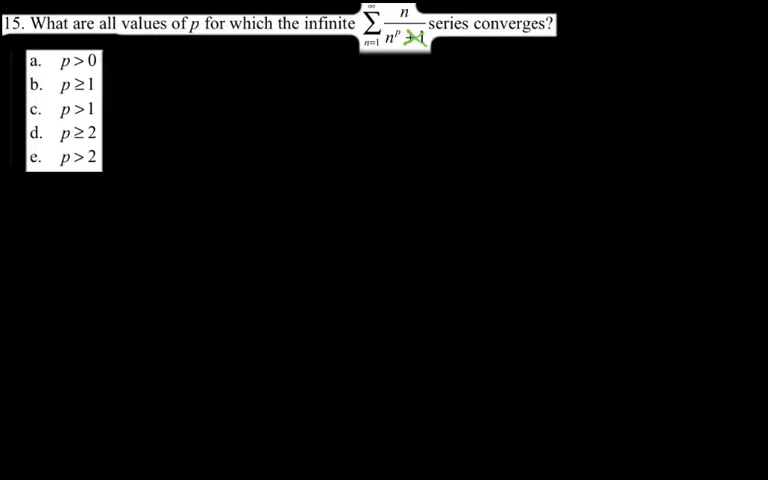 15. What are all values of p for which the infinite ∑_{n=1}^{∞} n/(n^p + 1) series converges?
a. p > 0
b. p ≥ 1
c. p > 1
d. p ≥ 2
e. p > 2